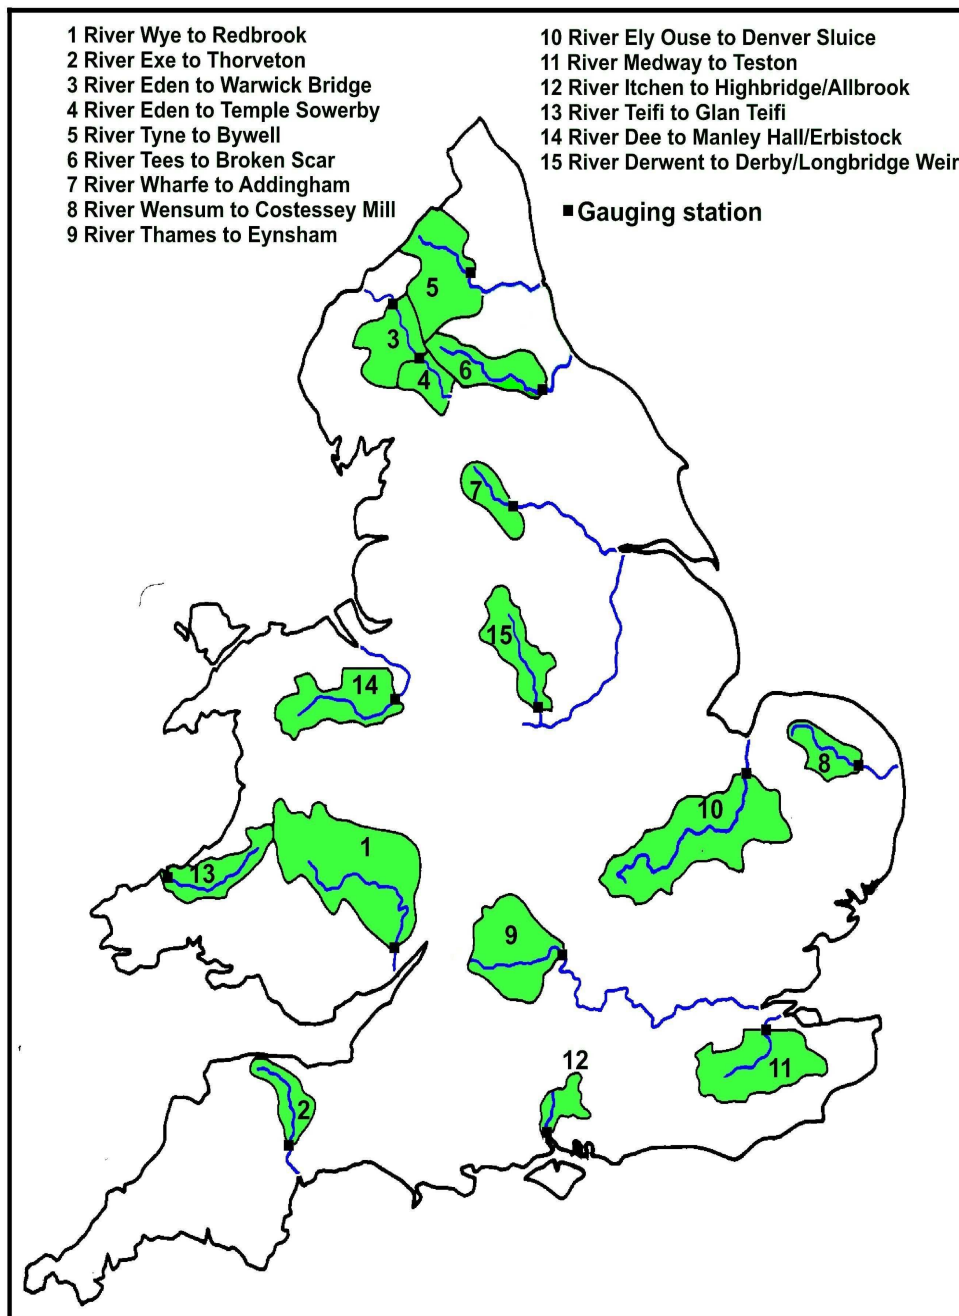 1 River Wye to Redbrook
2 River Exe to Thorveton
3 River Eden to Warwick Bridge
4 River Eden to Temple Sowerby
5 River Tyne to Bywell
6 River Tees to Broken Scar
7 River Wharfe to Addingham
8 River Wensum to Costessey Mill
9 River Thames to Eynsham
10 River Ely Ouse to Denver Sluice
11 River Medway to Teston
12 River Itchen to Highbridge/Allbrook
13 River Teifi to Glan Teifi
14 River Dee to Manley Hall/Erbistock
15 River Derwent to Derby/Longbridge Weir
Gauging station
5
3
6
4
7
15
14
8
10
1
13
9
12
11
2